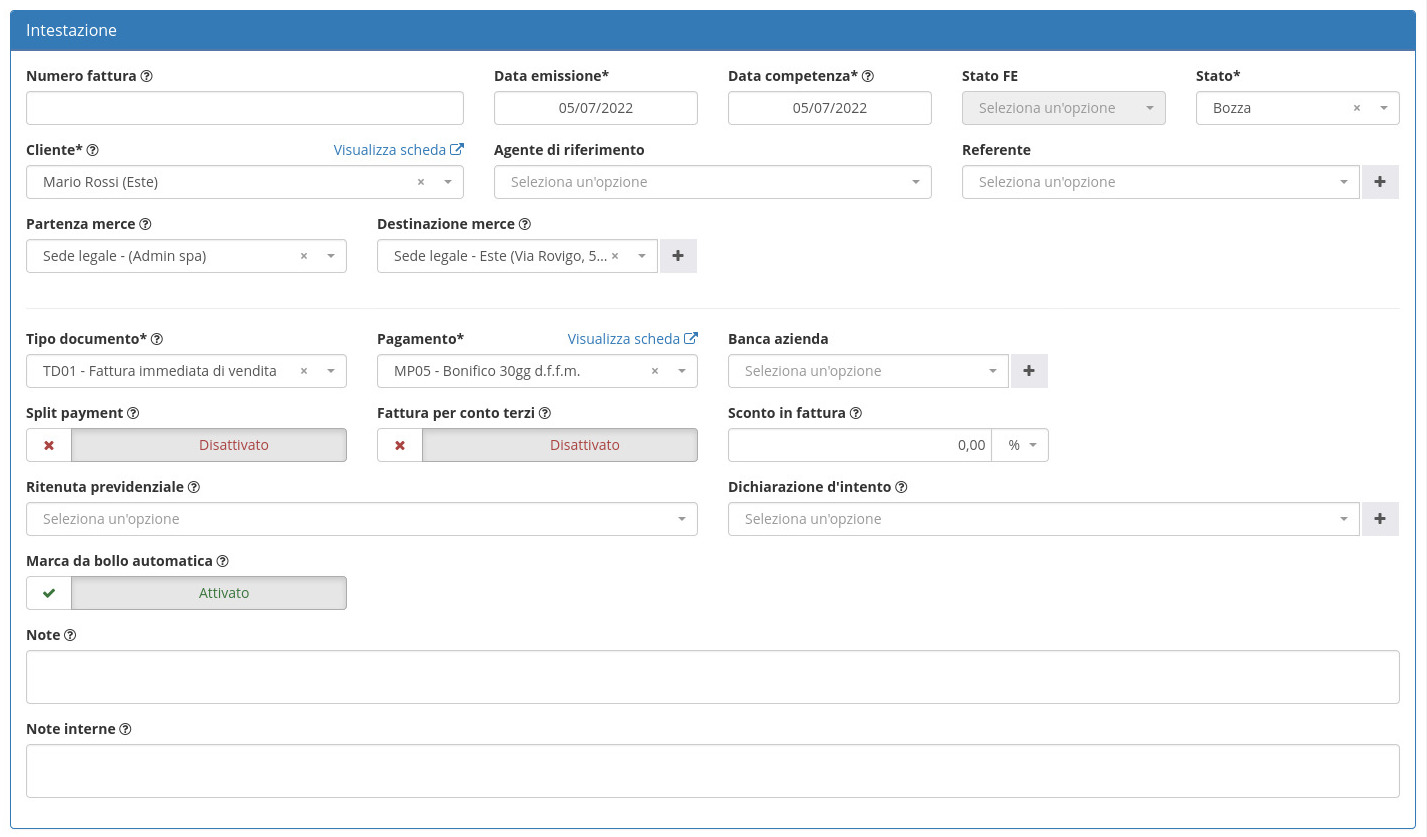 Intestazione
Numero fattura Data emissione* Data competenza* Stato FE Stato*
05/07/2022 05/07/2022 Seleziona un'opzione Bozza ×
Cliente* Visualizza scheda Agente di riferimento Referente
Mario Rossi (Este) × Seleziona un'opzione Seleziona un'opzione
Partenza merce Destinazione merce
Sede legale - (Admin spa) × Sede legale - Este (Via Rovigo, 5... ×
Tipo documento* Pagamento* Visualizza scheda Banca azienda
TD01 - Fattura immediata di vendita × MP05 - Bonifico 30gg d.f.f.m. × Seleziona un'opzione
Split payment Fattura per conto terzi Sconto in fattura
Disattivato Disattivato 0,00 %
Ritenuta previdenziale Dichiarazione d'intento
Seleziona un'opzione Seleziona un'opzione
Marca da bollo automatica
Attivato
Note
Note interne